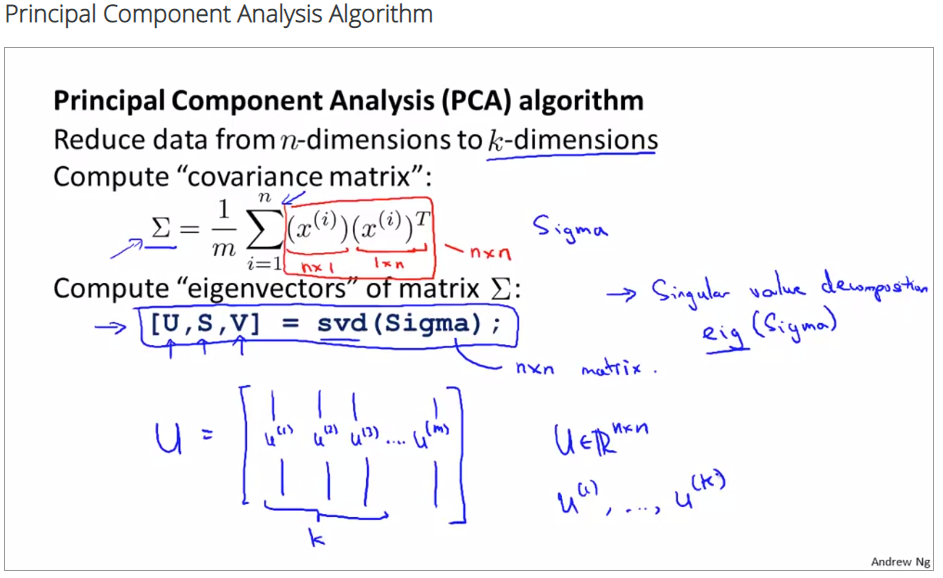 Principal Component Analysis Algorithm
Principal Component Analysis (PCA) algorithm
Reduce data from n-dimensions to k-dimensions
Compute “covariance matrix”:
Σ = 1/m ∑_{i=1}^{n} (x^{(i)})(x^{(i)})^T
n×1 1×n
n×n
Sigma
Compute “eigenvectors” of matrix Σ:
→ Singular value decomposition
→ [U,S,V] = svd(Sigma);
eig(Sigma)
n×n matrix.
U = [ u^{(1)} u^{(2)} u^{(3)} .... u^{(m)} ]
k
U ∈ ℝ^{n×n}
u^{(1)}, ..., u^{(k)}
Andrew Ng